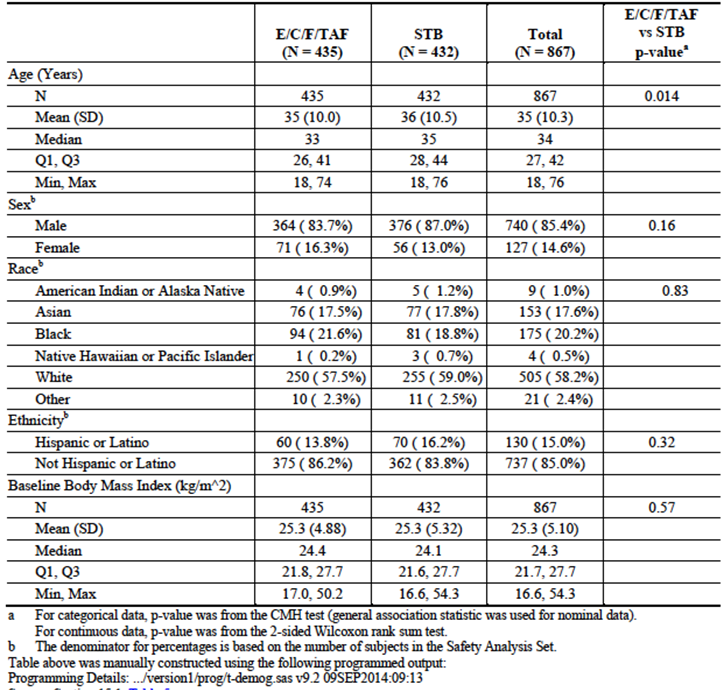 E/C/F/TAF (N = 435) STB (N = 432) Total (N = 867) E/C/F/TAF vs STB p-valueᵃ
Age (Years)
N 435 432 867 0.014
Mean (SD) 35 (10.0) 36 (10.5) 35 (10.3)
Median 33 35 34
Q1, Q3 26, 41 28, 44 27, 42
Min, Max 18, 74 18, 76 18, 76
Sexᵇ
Male 364 ( 83.7%) 376 ( 87.0%) 740 ( 85.4%) 0.16
Female 71 ( 16.3%) 56 ( 13.0%) 127 ( 14.6%)
Raceᵇ
American Indian or Alaska Native 4 ( 0.9%) 5 ( 1.2%) 9 ( 1.0%) 0.83
Asian 76 ( 17.5%) 77 ( 17.8%) 153 ( 17.6%)
Black 94 ( 21.6%) 81 ( 18.8%) 175 ( 20.2%)
Native Hawaiian or Pacific Islander 1 ( 0.2%) 3 ( 0.7%) 4 ( 0.5%)
White 250 ( 57.5%) 255 ( 59.0%) 505 ( 58.2%)
Other 10 ( 2.3%) 11 ( 2.5%) 21 ( 2.4%)
Ethnicityᵇ
Hispanic or Latino 60 ( 13.8%) 70 ( 16.2%) 130 ( 15.0%) 0.32
Not Hispanic or Latino 375 ( 86.2%) 362 ( 83.8%) 737 ( 85.0%)
Baseline Body Mass Index (kg/m^2)
N 435 432 867 0.57
Mean (SD) 25.3 (4.88) 25.3 (5.32) 25.3 (5.10)
Median 24.4 24.1 24.3
Q1, Q3 21.8, 27.7 21.6, 27.7 21.7, 27.7
Min, Max 17.0, 50.2 16.6, 54.3 16.6, 54.3
a For categorical data, p-value was from the CMH test (general association statistic was used for nominal data).
For continuous data, p-value was from the 2-sided Wilcoxon rank sum test.
b The denominator for percentages is based on the number of subjects in the Safety Analysis Set.
Table above was manually constructed using the following programmed output:
Programming Details: .../version1/prog/t-demog.sas v9.2 09SEP2014:09:13